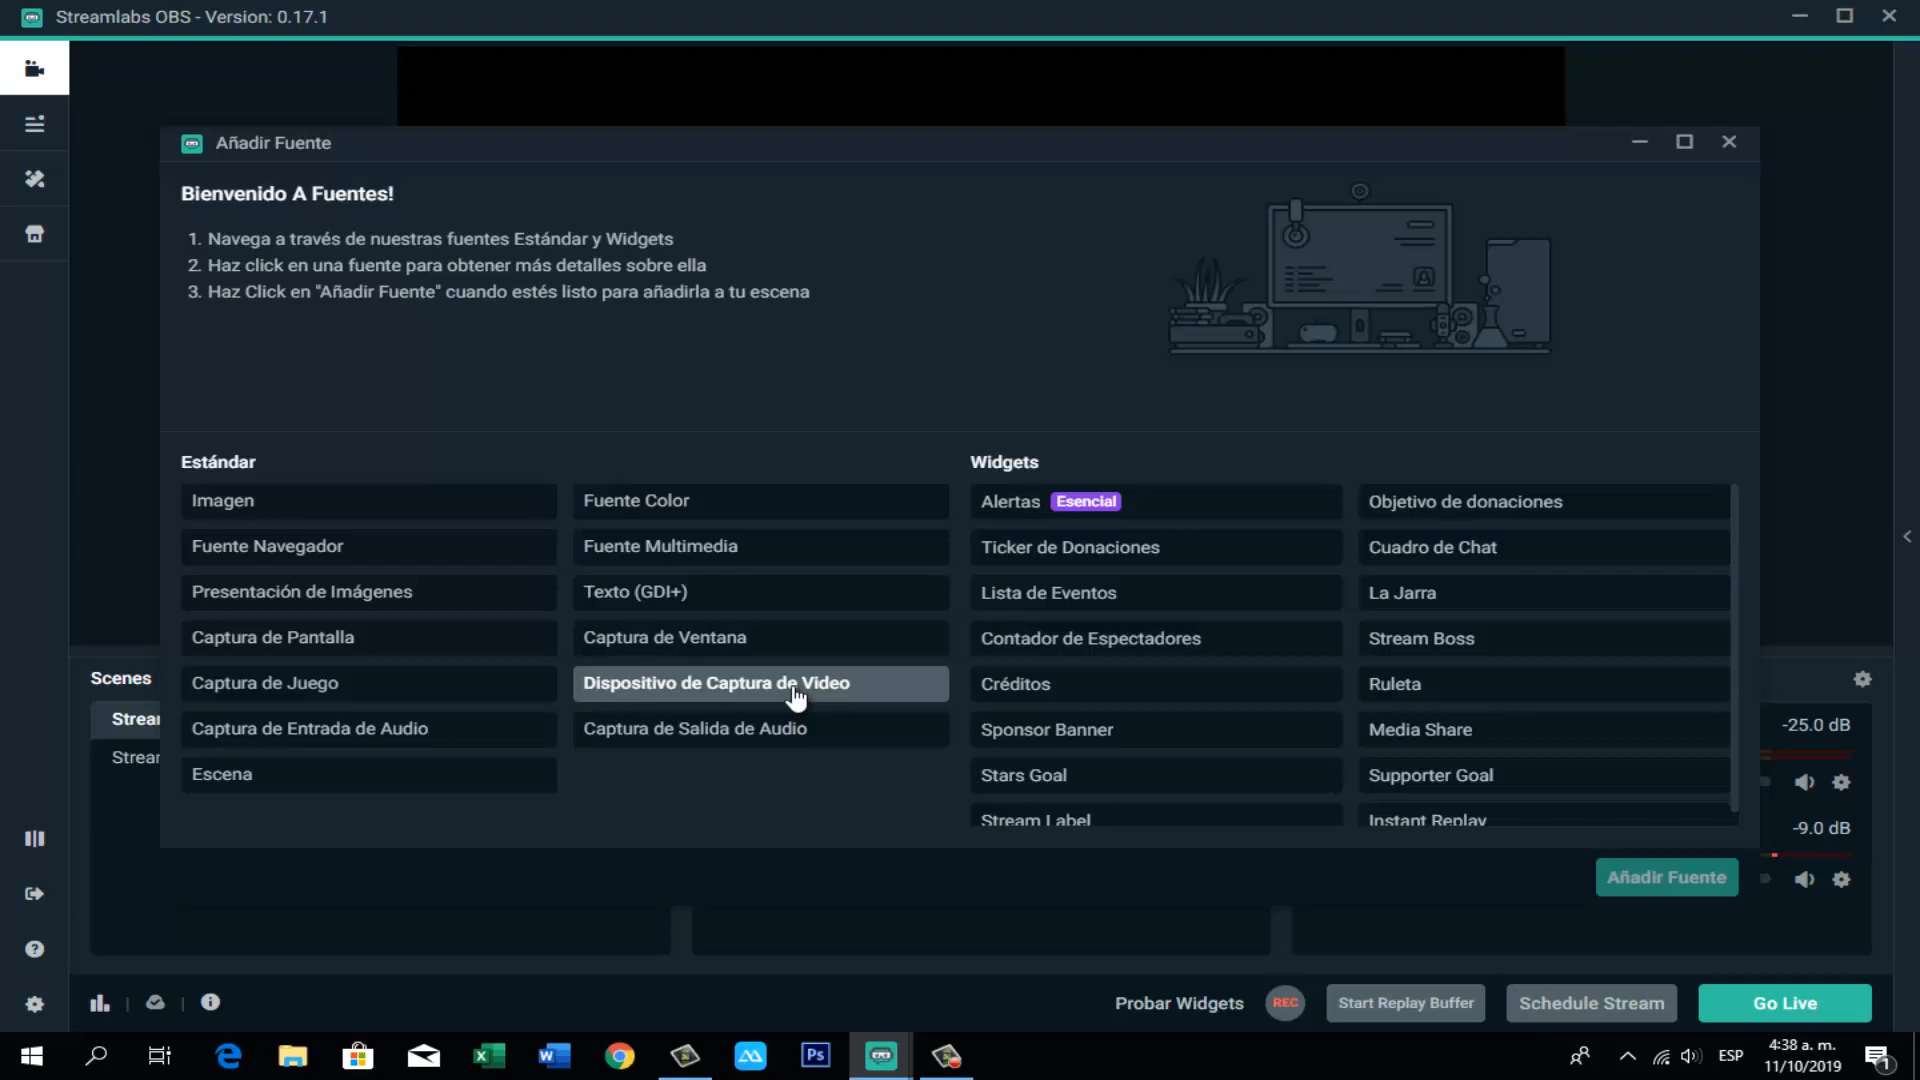 Streamlabs OBS - Version: 0.17.1
Añadir Fuente
Bienvenido A Fuentes!
1. Navega a través de nuestras fuentes Estándar y Widgets
2. Haz click en una fuente para obtener más detalles sobre ella
3. Haz Click en "Añadir Fuente" cuando estés listo para añadirla a tu escena
Estándar
Imagen
Fuente Color
Fuente Navegador
Fuente Multimedia
Presentación de Imágenes
Texto (GDI+)
Captura de Pantalla
Captura de Ventana
Captura de Juego
Dispositivo de Captura de Video
Captura de Entrada de Audio
Captura de Salida de Audio
Escena
Widgets
Alertas Esencial
Objetivo de donaciones
Ticker de Donaciones
Cuadro de Chat
Lista de Eventos
La Jarra
Contador de Espectadores
Stream Boss
Créditos
Ruleta
Sponsor Banner
Media Share
Stars Goal
Supporter Goal
Stream Label
Instant Replay
Añadir Fuente
Scenes
Strear
Strear
-25.0 dB
-9.0 dB
Probar Widgets
REC
Start Replay Buffer
Schedule Stream
Go Live
Ps
ESP
4:38 a. m.
11/10/2019
1